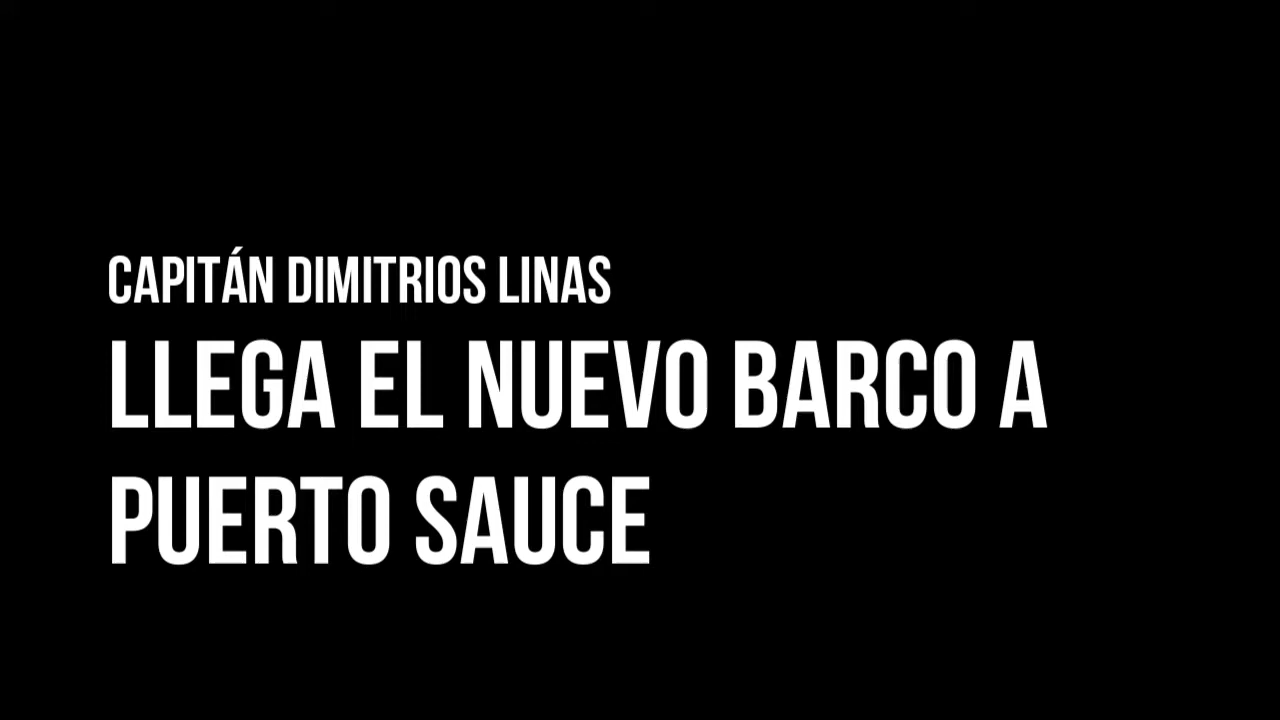 CAPITÁN DIMITRIOS LINAS
LLEGA EL NUEVO BARCO A
PUERTO SAUCE